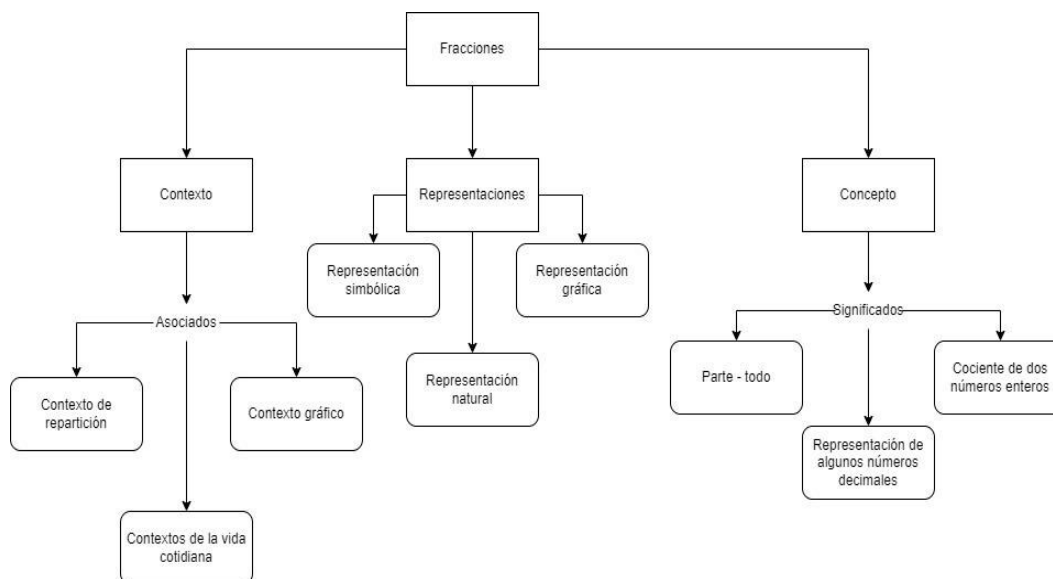 Fracciones
Contexto
Representaciones
Concepto
Representación
simbólica
Representación
gráfica
Asociados
Significados
Parte - todo
Cociente de dos
números enteros
Contexto de
repartición
Contexto gráfico
Representación
natural
Representación de
algunos números
decimales
Contextos de la vida
cotidiana